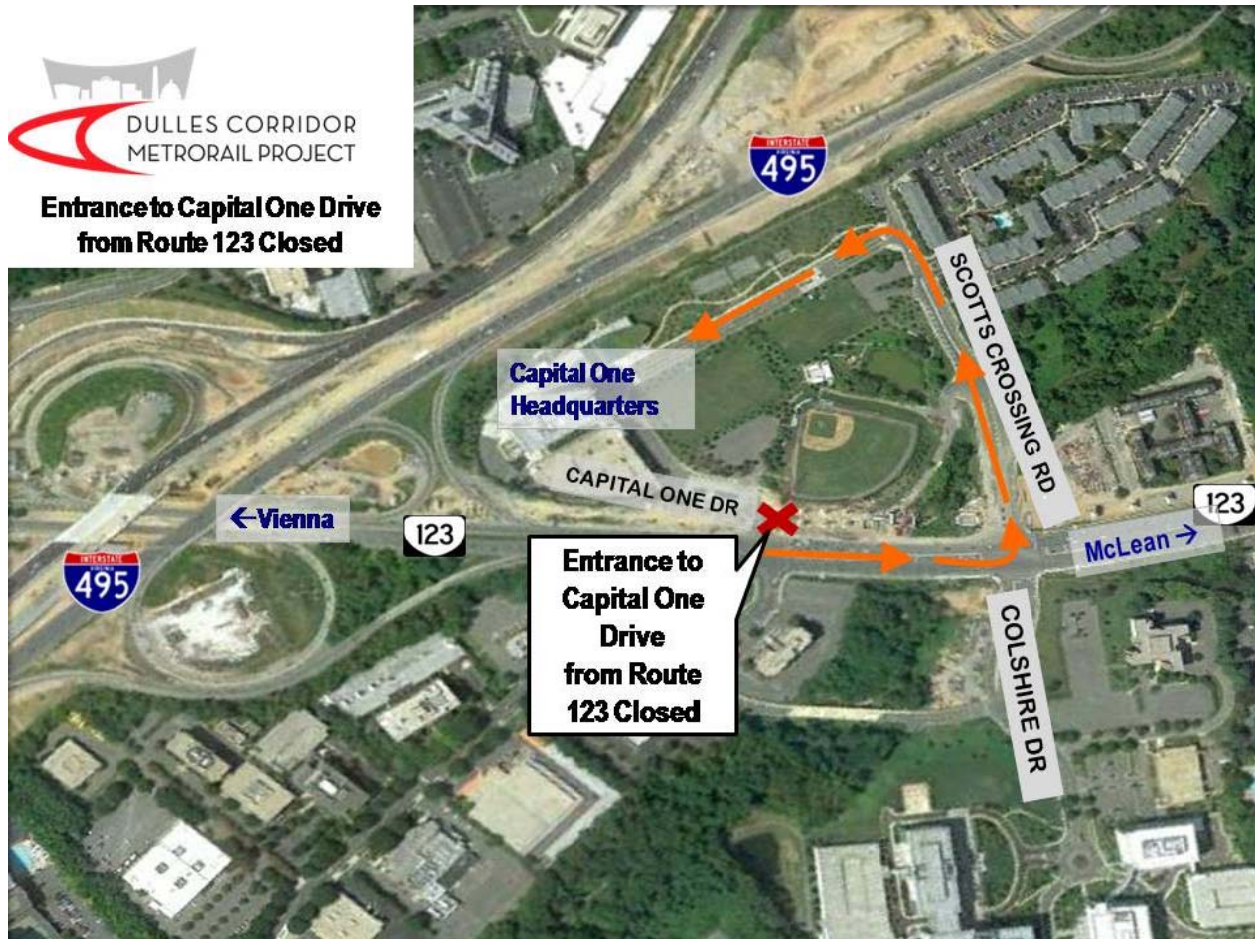 DULLES CORRIDOR
METRORAIL PROJECT
Entrance to Capital One Drive
from Route 123 Closed
INTERSTATE
VIRGINIA
495
SCOTTS CROSSING RD
Capital One
Headquarters
CAPITAL ONE DR
←Vienna
123
123
McLean →
INTERSTATE
VIRGINIA
495
Entrance to
Capital One
Drive
from Route
123 Closed
COLSHIRE DR